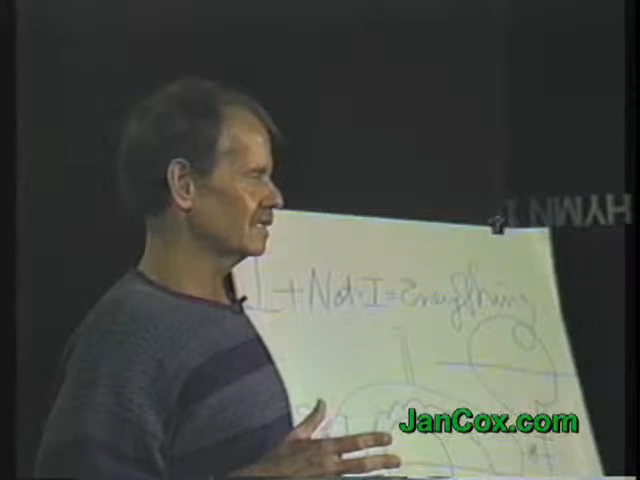 HYMN I
I + Not-I = Everything
JanCox.com